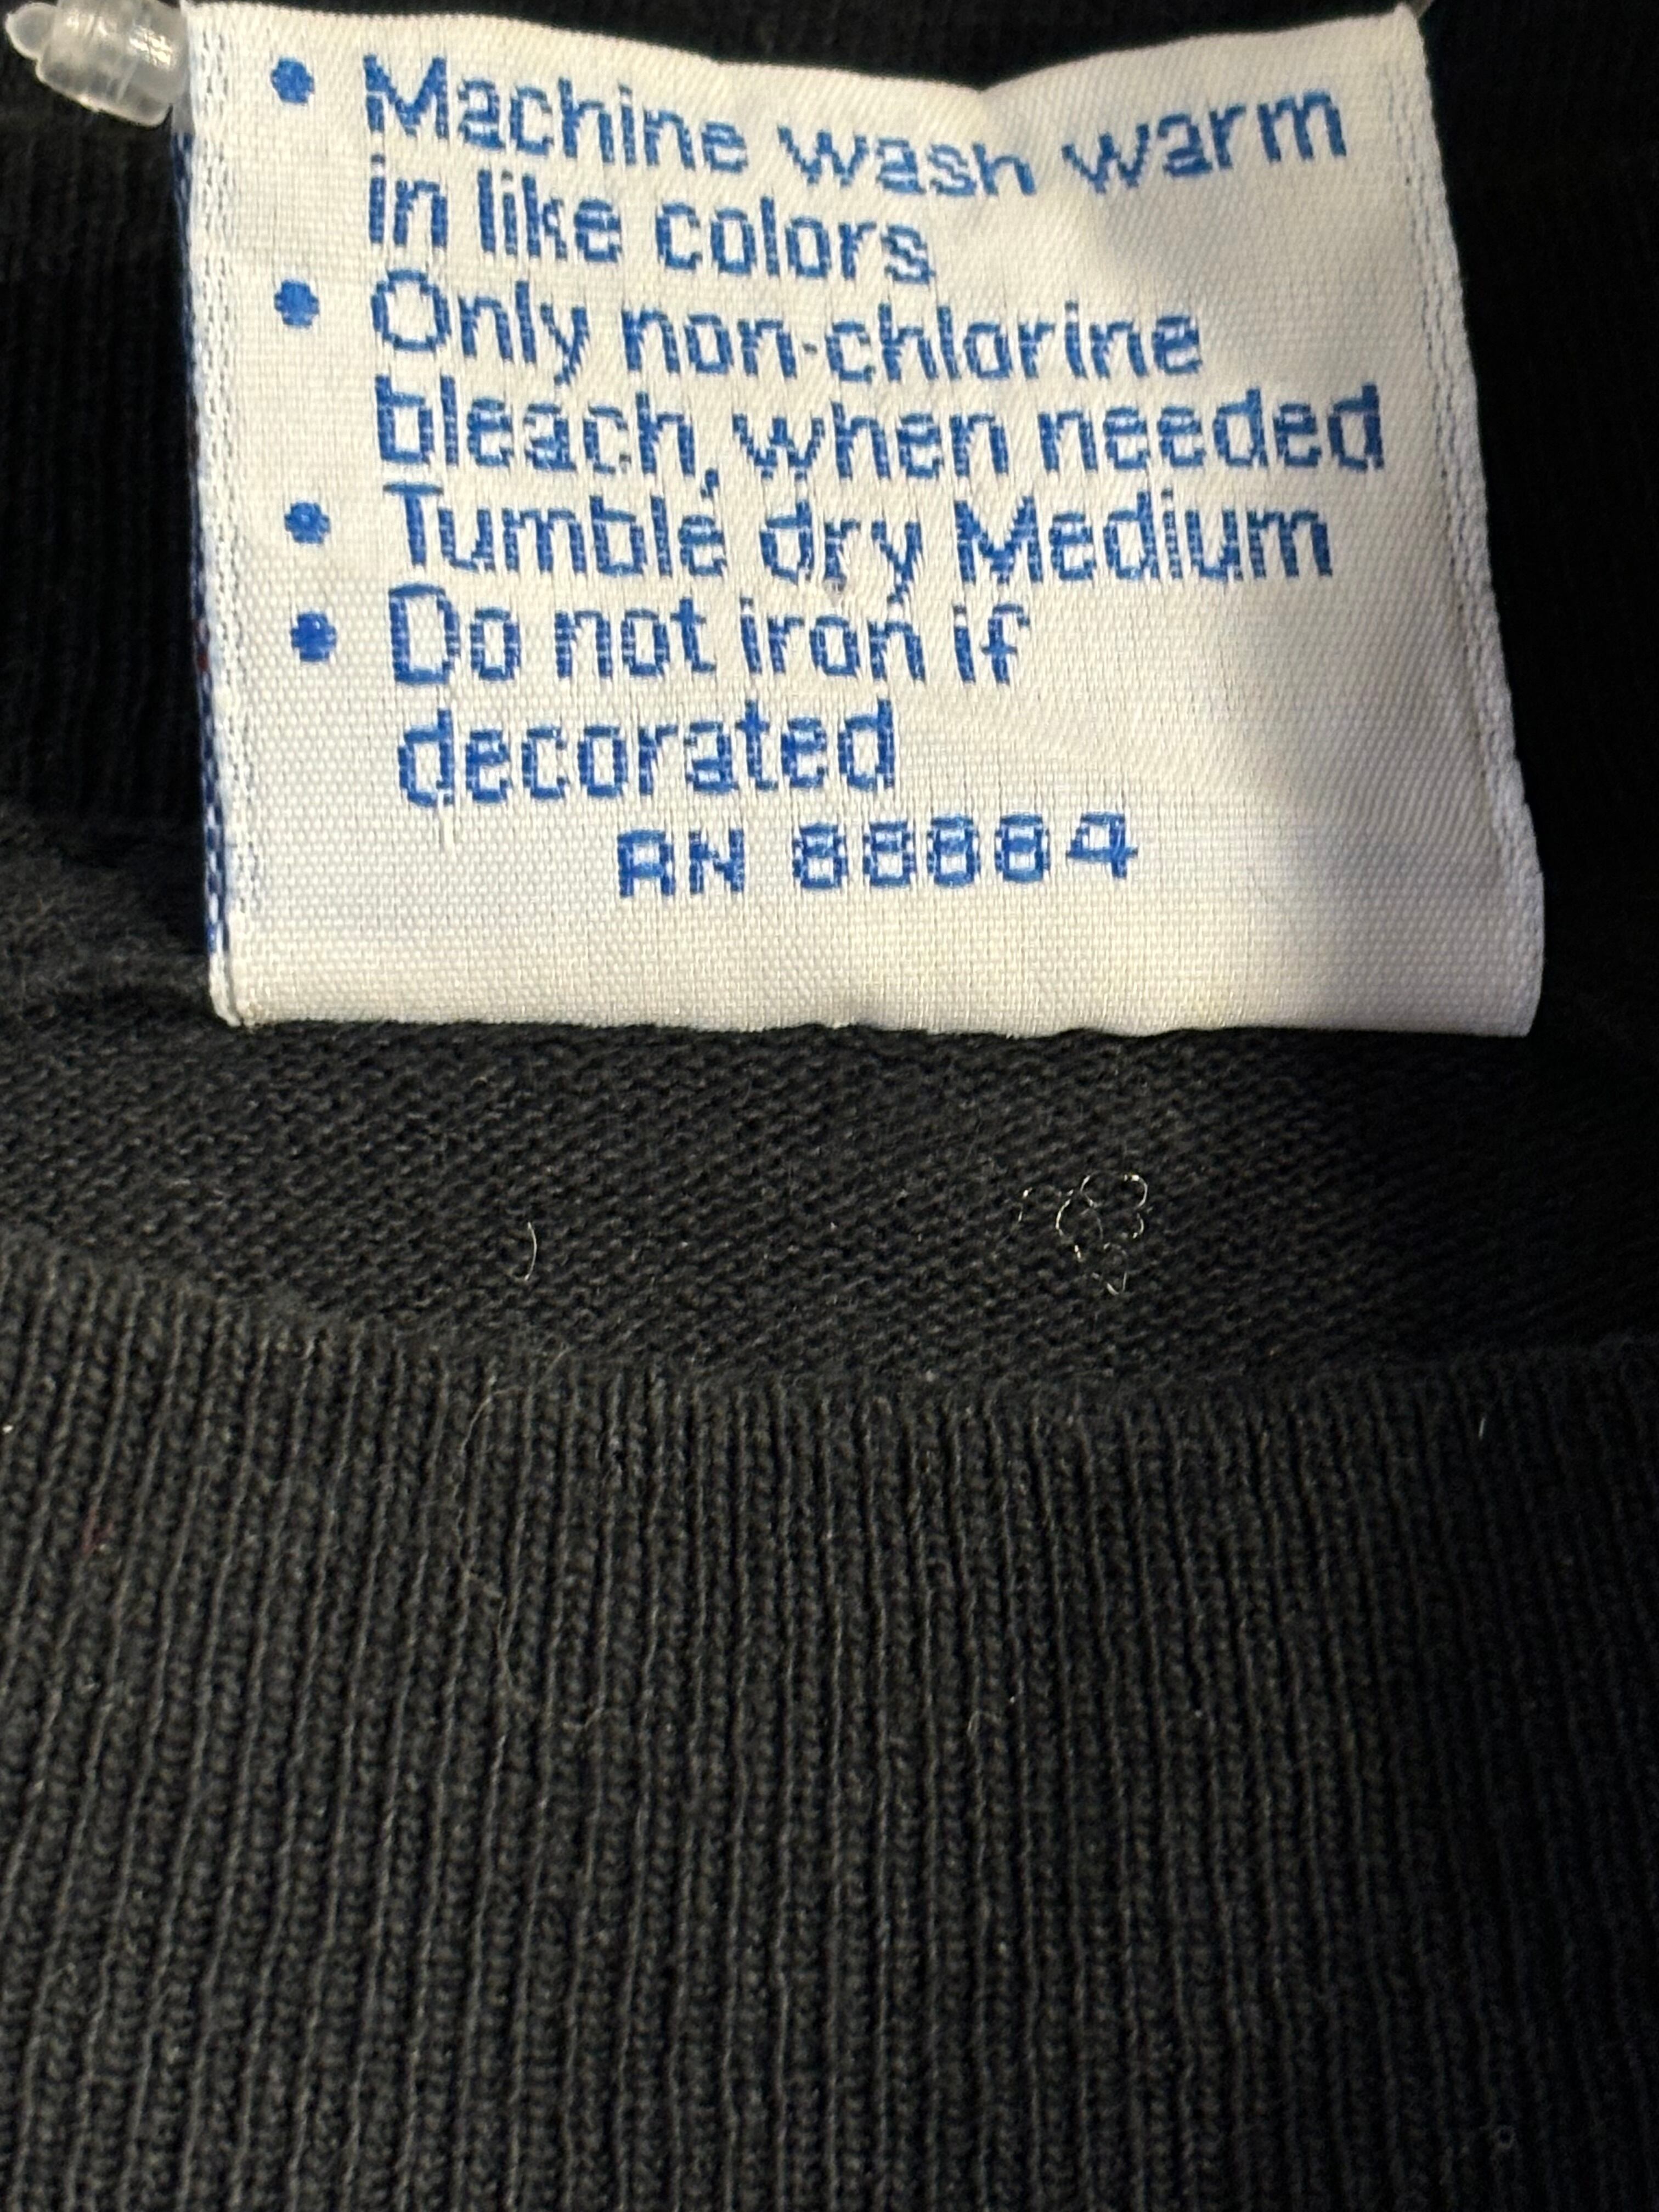 • Machine wash warm
in like colors
• Only non-chlorine
bleach, when needed
• Tumble dry Medium
• Do not iron if
decorated
RN 88884